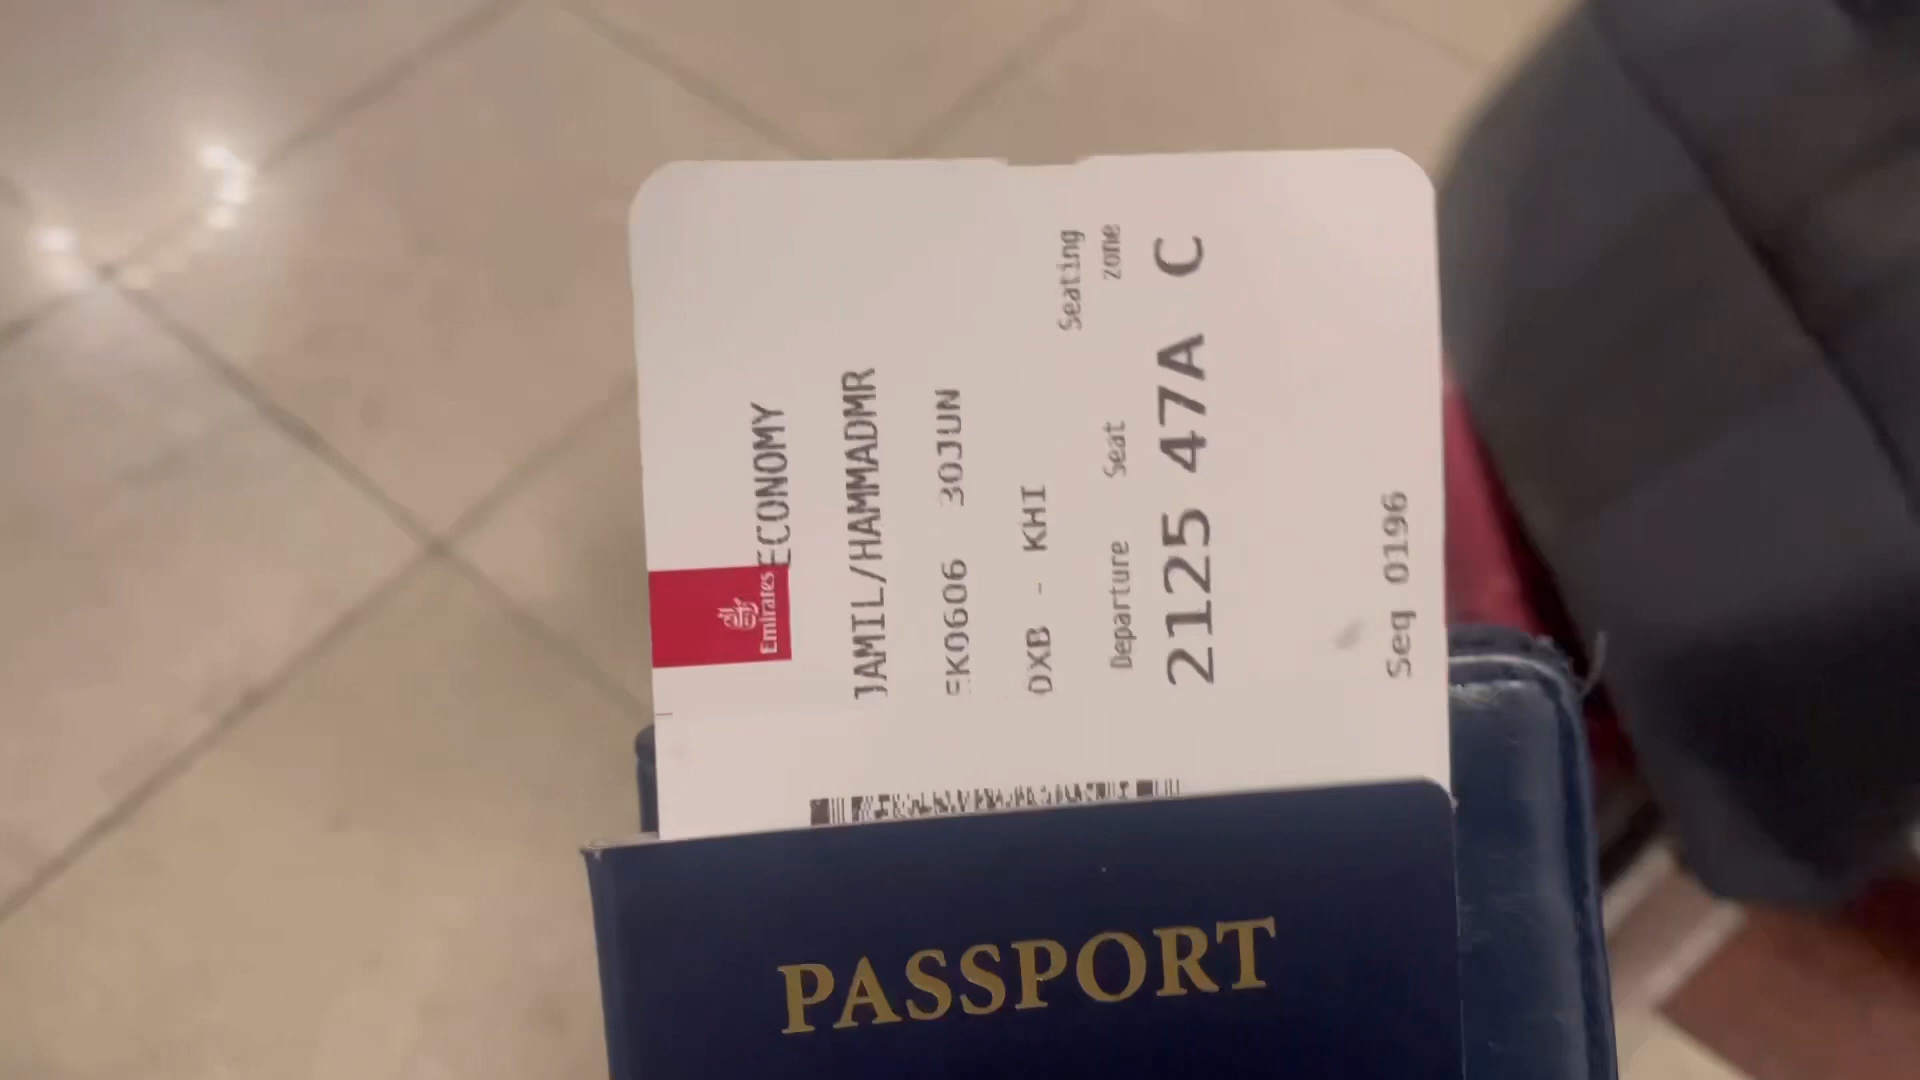 Emirates
ECONOMY
JAMIL/HAMMADMR
EK0606 30JUN
DXB - KHI
Seating
Departure Seat zone
2125 47A C
Seq 0196
PASSPORT